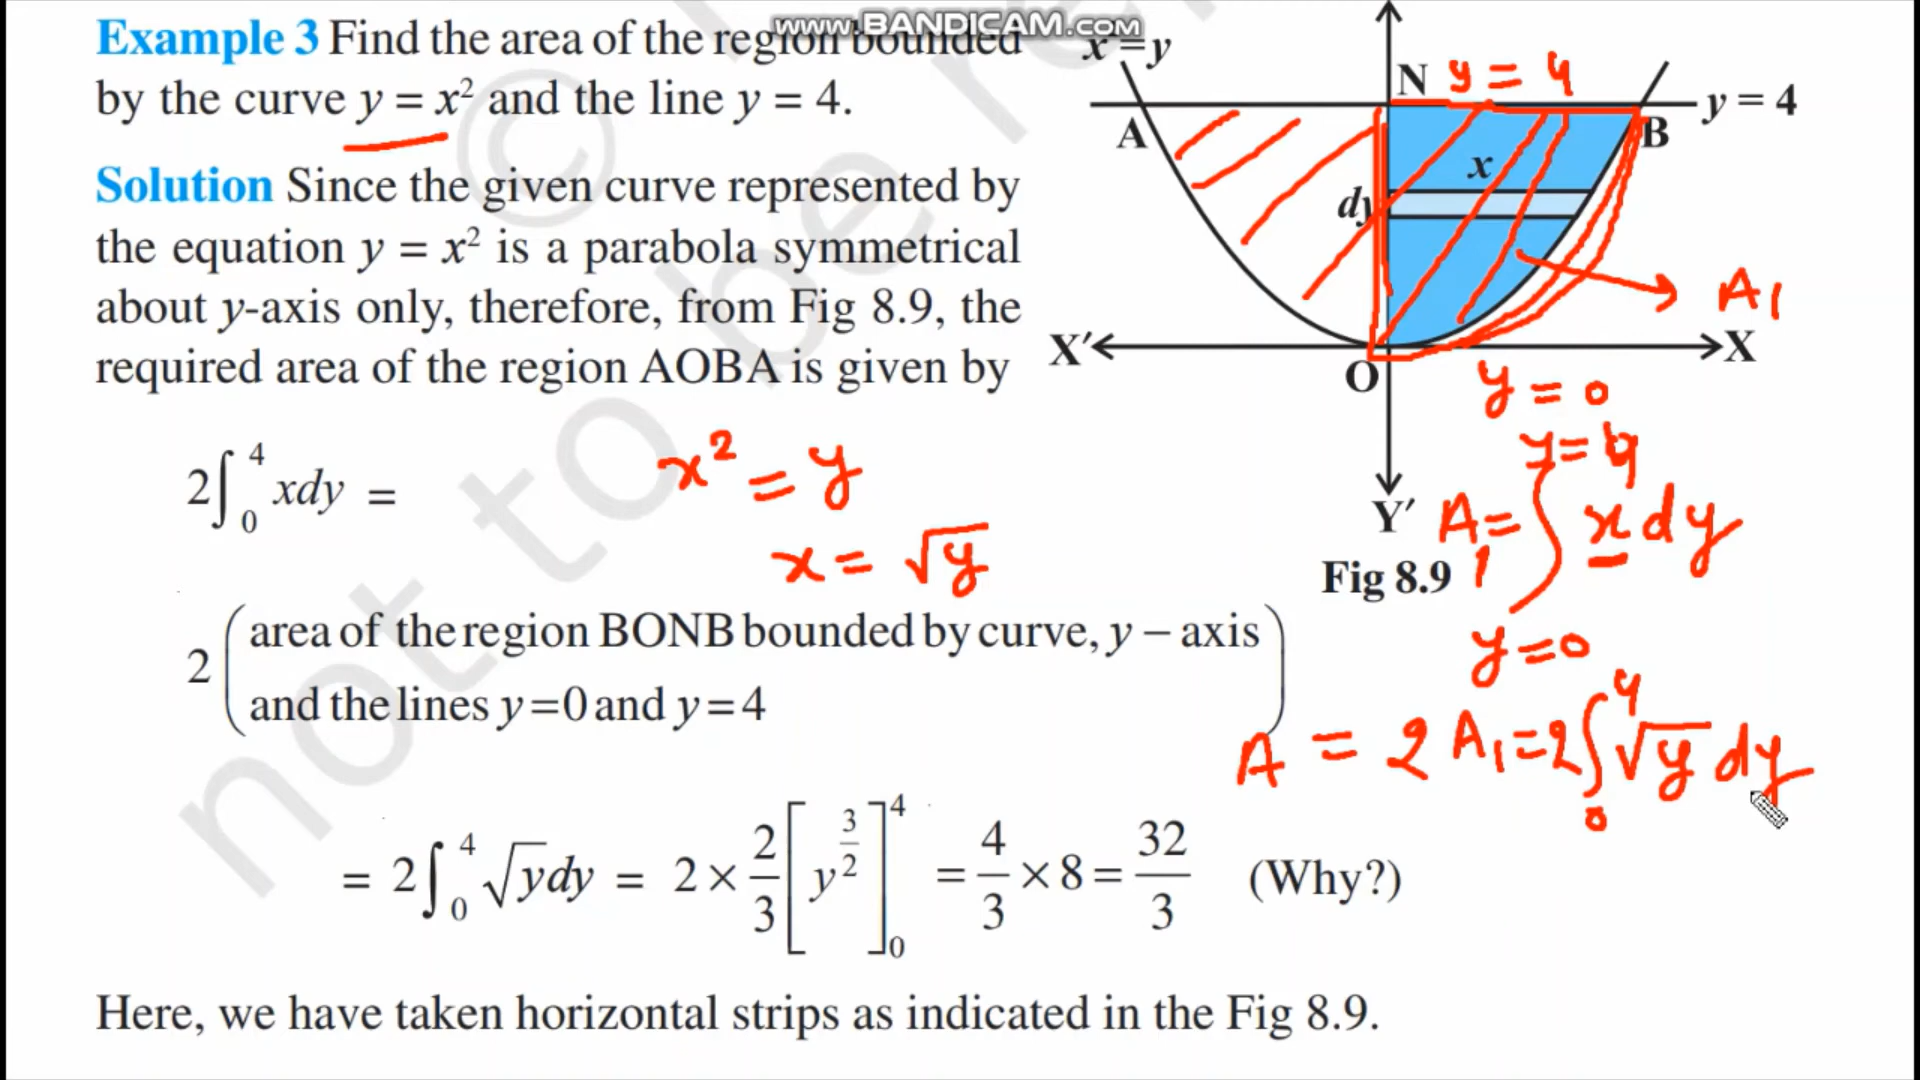 www.BANDICAM.com
Example 3 Find the area of the region bounded
by the curve y = x² and the line y = 4.
Solution Since the given curve represented by
the equation y = x² is a parabola symmetrical
about y-axis only, therefore, from Fig 8.9, the
required area of the region AOBA is given by
2∫₀⁴ xdy =
x² = y
x = √y
2 (area of the region BONB bounded by curve, y – axis
and the lines y = 0 and y = 4)
= 2∫₀⁴ √y dy = 2 × 2/3 [y^(3/2)]₀⁴ = 4/3 × 8 = 32/3 (Why?)
Here, we have taken horizontal strips as indicated in the Fig 8.9.
x² = y
N y = 4
y = 4
A
B
x
dy
A₁
X′
X
O
y = 0
Y′
Fig 8.9
y = 4
A₁ = ∫ x dy
y = 0
A = 2 A₁ = 2∫₀⁴ √y dy
© not to be re